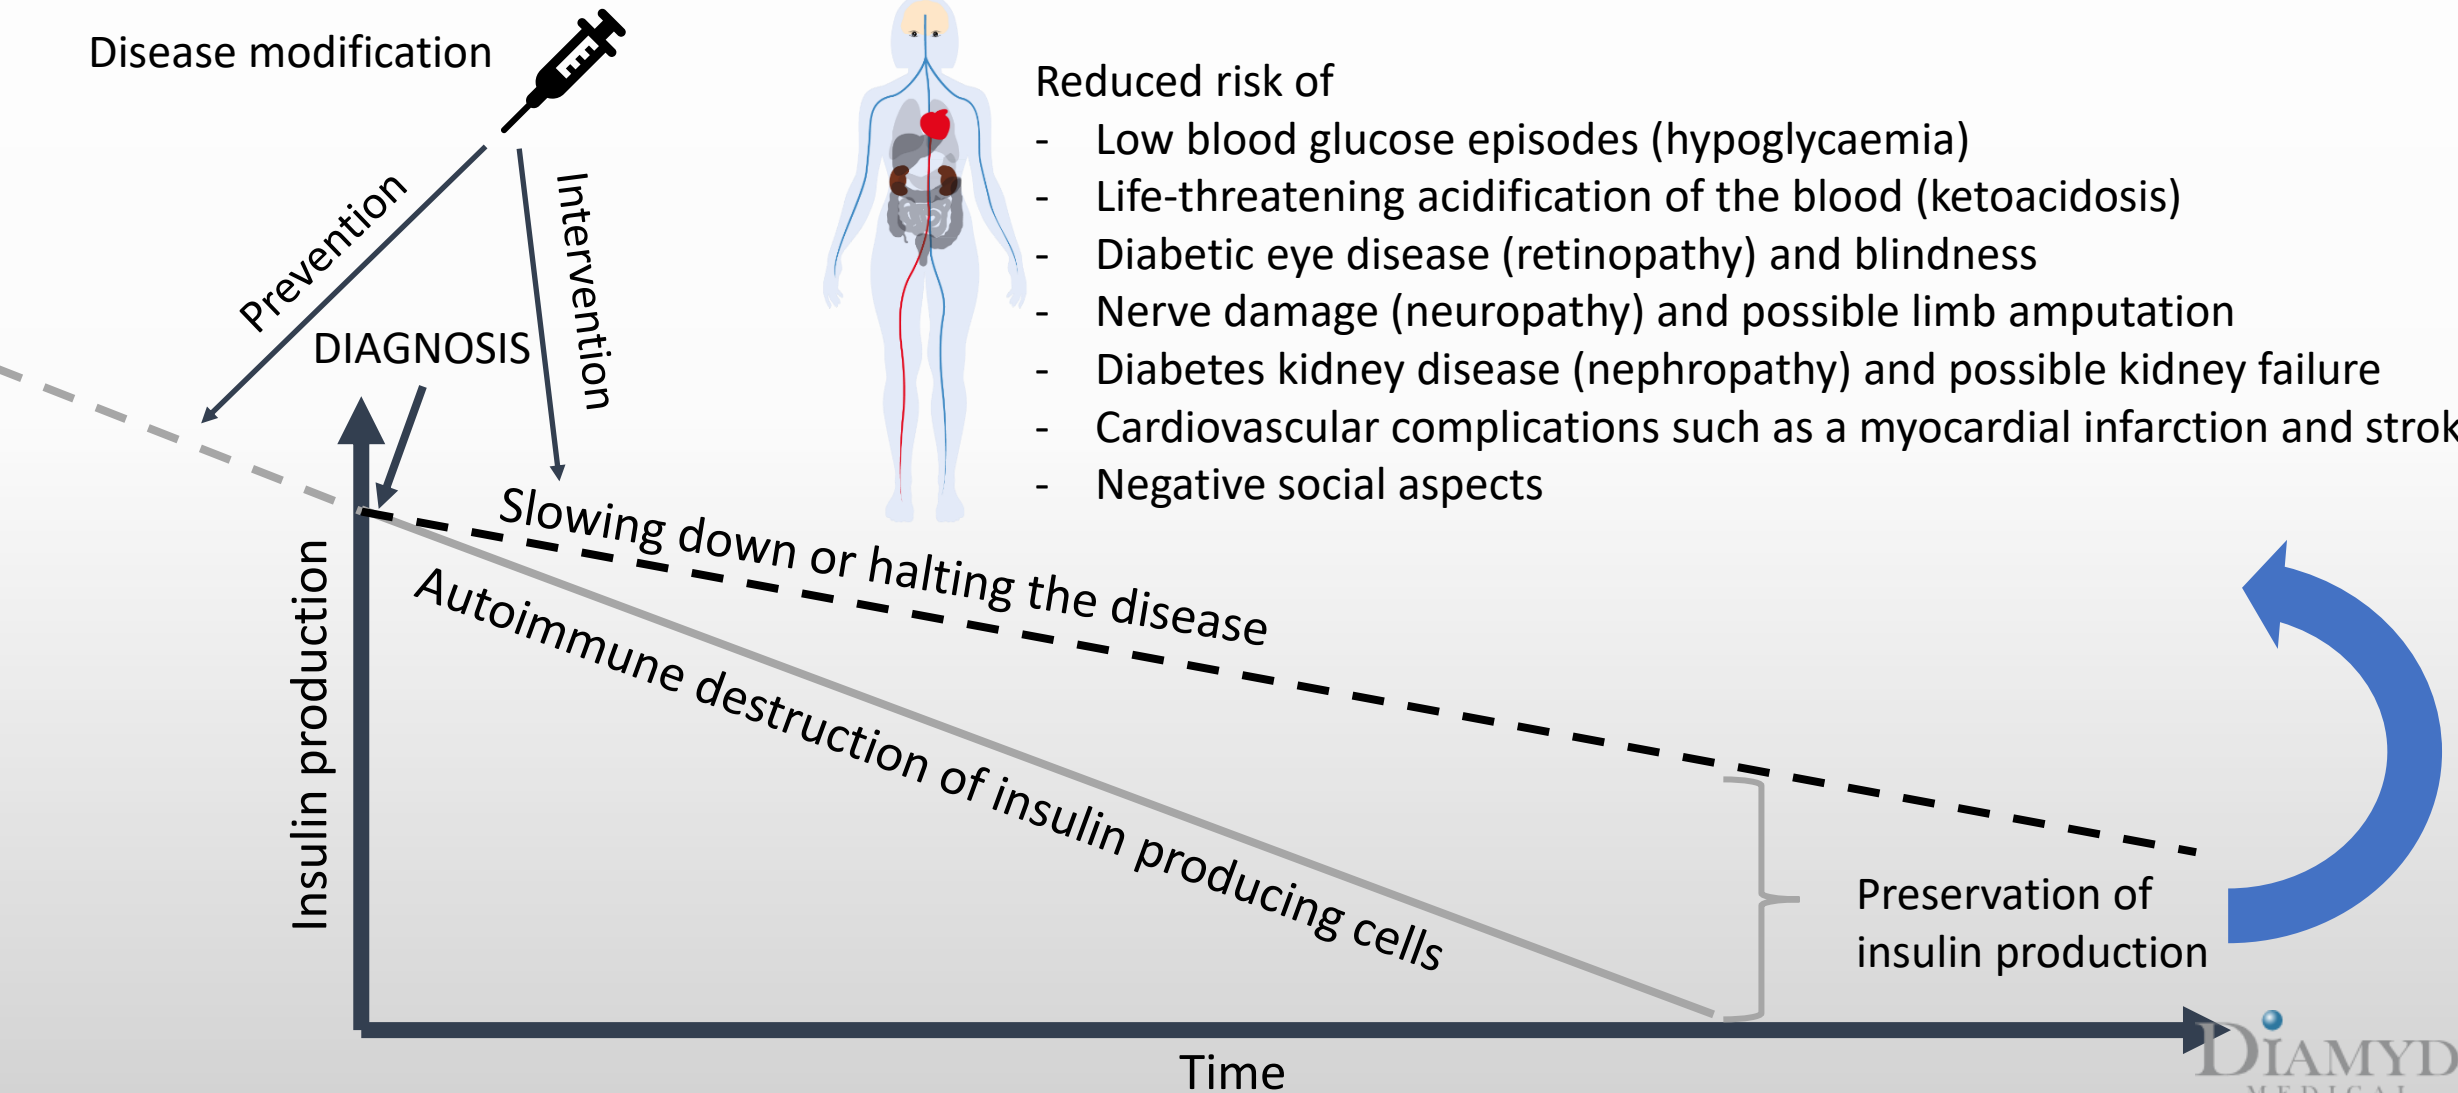 Disease modification
Prevention
Intervention
DIAGNOSIS
Reduced risk of
- Low blood glucose episodes (hypoglycaemia)
- Life-threatening acidification of the blood (ketoacidosis)
- Diabetic eye disease (retinopathy) and blindness
- Nerve damage (neuropathy) and possible limb amputation
- Diabetes kidney disease (nephropathy) and possible kidney failure
- Cardiovascular complications such as a myocardial infarction and strok
- Negative social aspects
Slowing down or halting the disease
Autoimmune destruction of insulin producing cells
Insulin production
Preservation of
insulin production
Time
DIAMYD
MEDICAL